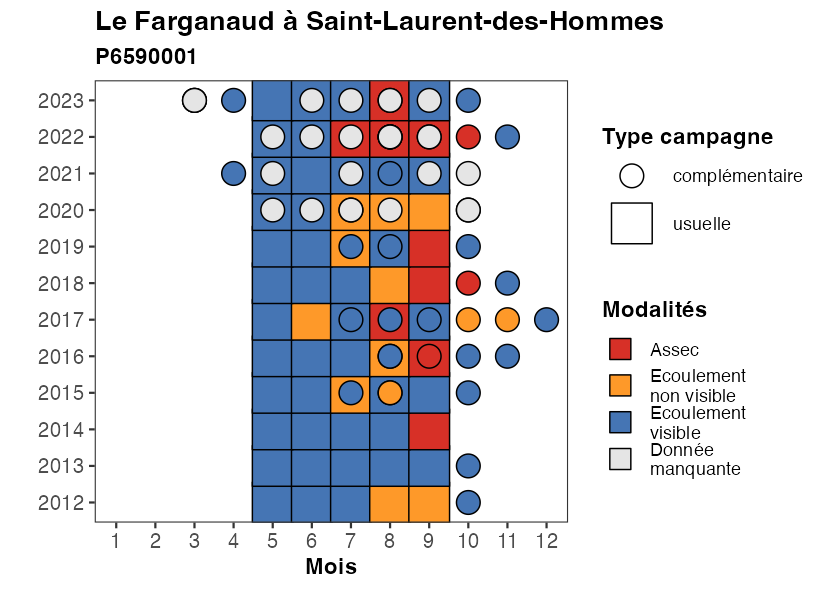 Le Farganaud à Saint-Laurent-des-Hommes
P6590001
2023
2022
2021
2020
2019
2018
2017
2016
2015
2014
2013
2012
1 2 3 4 5 6 7 8 9 10 11 12
Mois
Type campagne
complémentaire
usuelle
Modalités
Assec
Ecoulement
non visible
Ecoulement
visible
Donnée
manquante